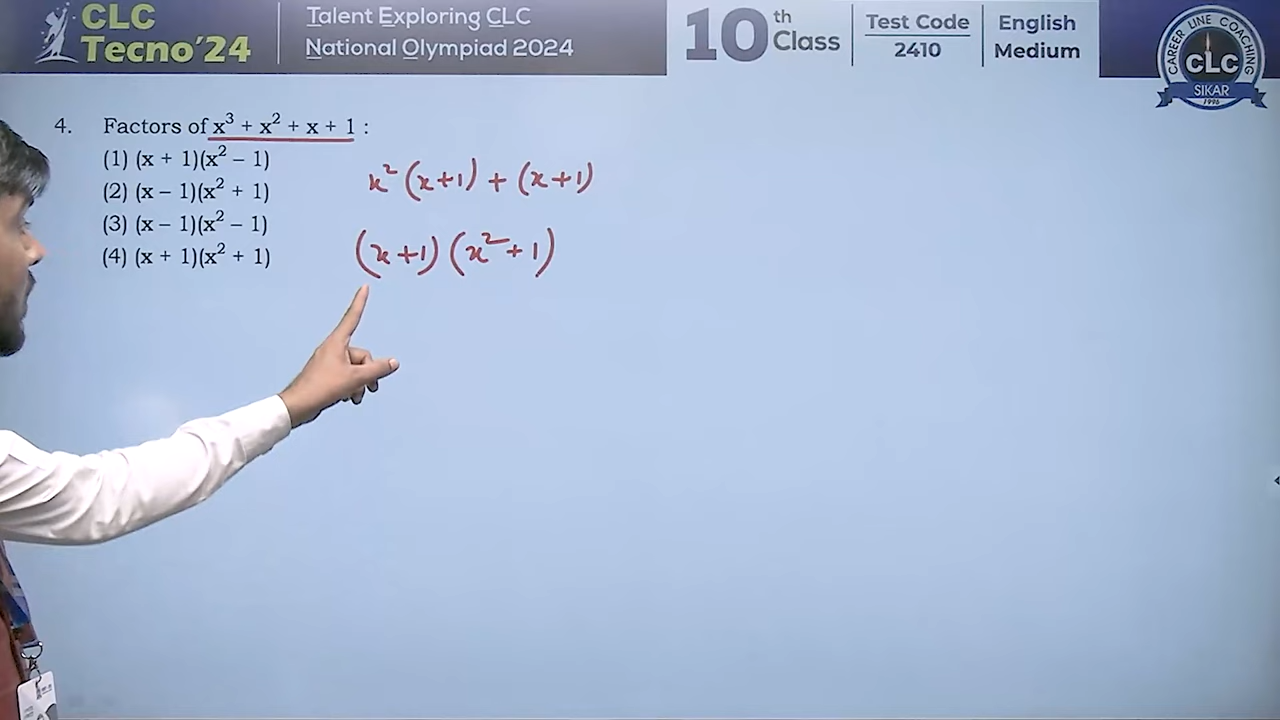 CLC
Tecno'24
Talent Exploring CLC
National Olympiad 2024
10th
Class
Test Code
2410
English
Medium
CAREER LINE COACHING
CLC
SIKAR
1996
4. Factors of x³ + x² + x + 1 :
(1) (x + 1)(x² – 1)
(2) (x – 1)(x² + 1)
(3) (x – 1)(x² – 1)
(4) (x + 1)(x² + 1)
x² (x+1) + (x+1)
(x+1) (x²+1)